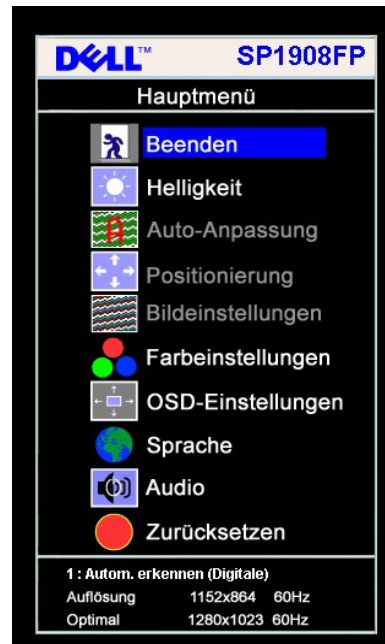 DELL™ SP1908FP
Hauptmenü
Beenden
Helligkeit
Auto-Anpassung
Positionierung
Bildeinstellungen
Farbeinstellungen
OSD-Einstellungen
Sprache
Audio
Zurücksetzen
1 : Autom. erkennen (Digitale)
Auflösung 1152x864 60Hz
Optimal 1280x1023 60Hz